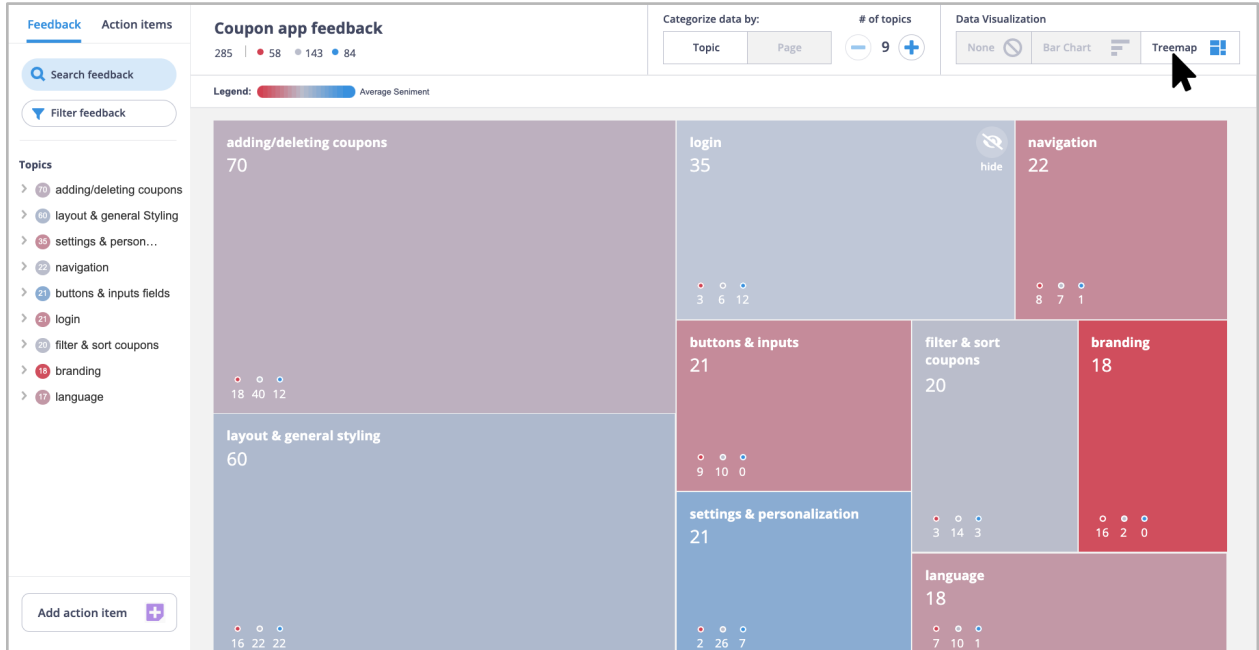 Feedback Action items
Search feedback
Filter feedback
Topics
70 adding/deleting coupons
60 layout & general Styling
35 settings & person...
22 navigation
21 buttons & inputs fields
21 login
20 filter & sort coupons
18 branding
17 language
Add action item
Coupon app feedback
285 58 143 84
Categorize data by:
Topic Page
# of topics
9
Data Visualization
None Bar Chart Treemap
Legend: Average Seniment
adding/deleting coupons
70
18 40 12
login
35
hide
3 6 12
navigation
22
8 7 1
layout & general styling
60
16 22 22
buttons & inputs
21
9 10 0
filter & sort
coupons
20
3 14 3
branding
18
16 2 0
settings & personalization
21
2 26 7
language
18
7 10 1